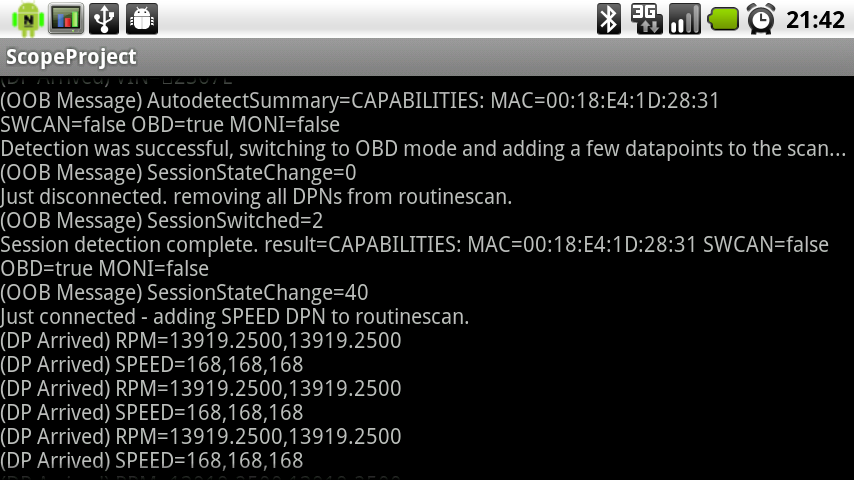 3G
21:42
ScopeProject
(DP Arrived) VIN=
(OOB Message) AutodetectSummary=CAPABILITIES: MAC=00:18:E4:1D:28:31
SWCAN=false OBD=true MONI=false
Detection was successful, switching to OBD mode and adding a few datapoints to the scan...
(OOB Message) SessionStateChange=0
Just disconnected. removing all DPNs from routinescan.
(OOB Message) SessionSwitched=2
Session detection complete. result=CAPABILITIES: MAC=00:18:E4:1D:28:31 SWCAN=false
OBD=true MONI=false
(OOB Message) SessionStateChange=40
Just connected - adding SPEED DPN to routinescan.
(DP Arrived) RPM=13919.2500,13919.2500
(DP Arrived) SPEED=168,168,168
(DP Arrived) RPM=13919.2500,13919.2500
(DP Arrived) SPEED=168,168,168
(DP Arrived) RPM=13919.2500,13919.2500
(DP Arrived) SPEED=168,168,168